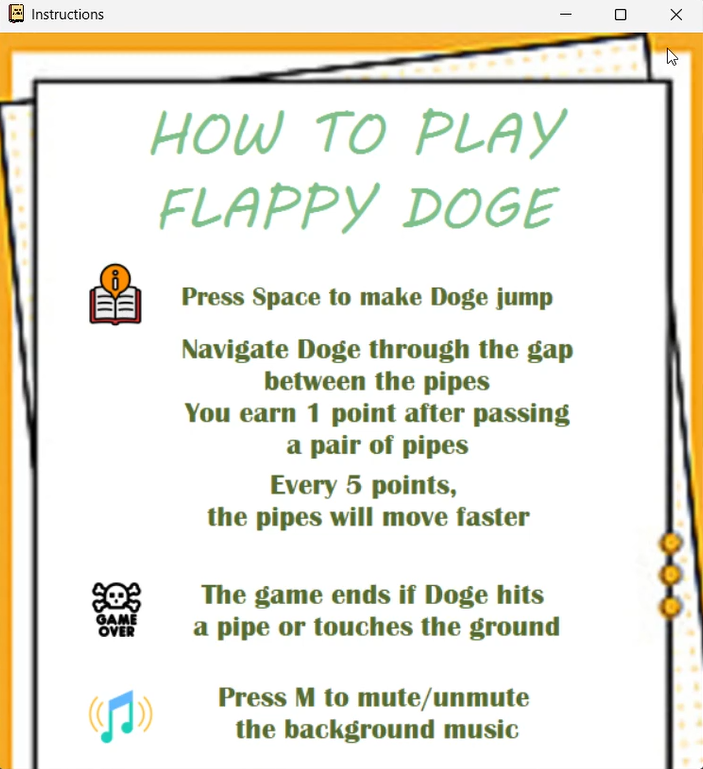 Instructions
HOW TO PLAY
FLAPPY DOGE
Press Space to make Doge jump
Navigate Doge through the gap
between the pipes
You earn 1 point after passing
a pair of pipes
Every 5 points,
the pipes will move faster
The game ends if Doge hits
a pipe or touches the ground
GAME
OVER
Press M to mute/unmute
the background music